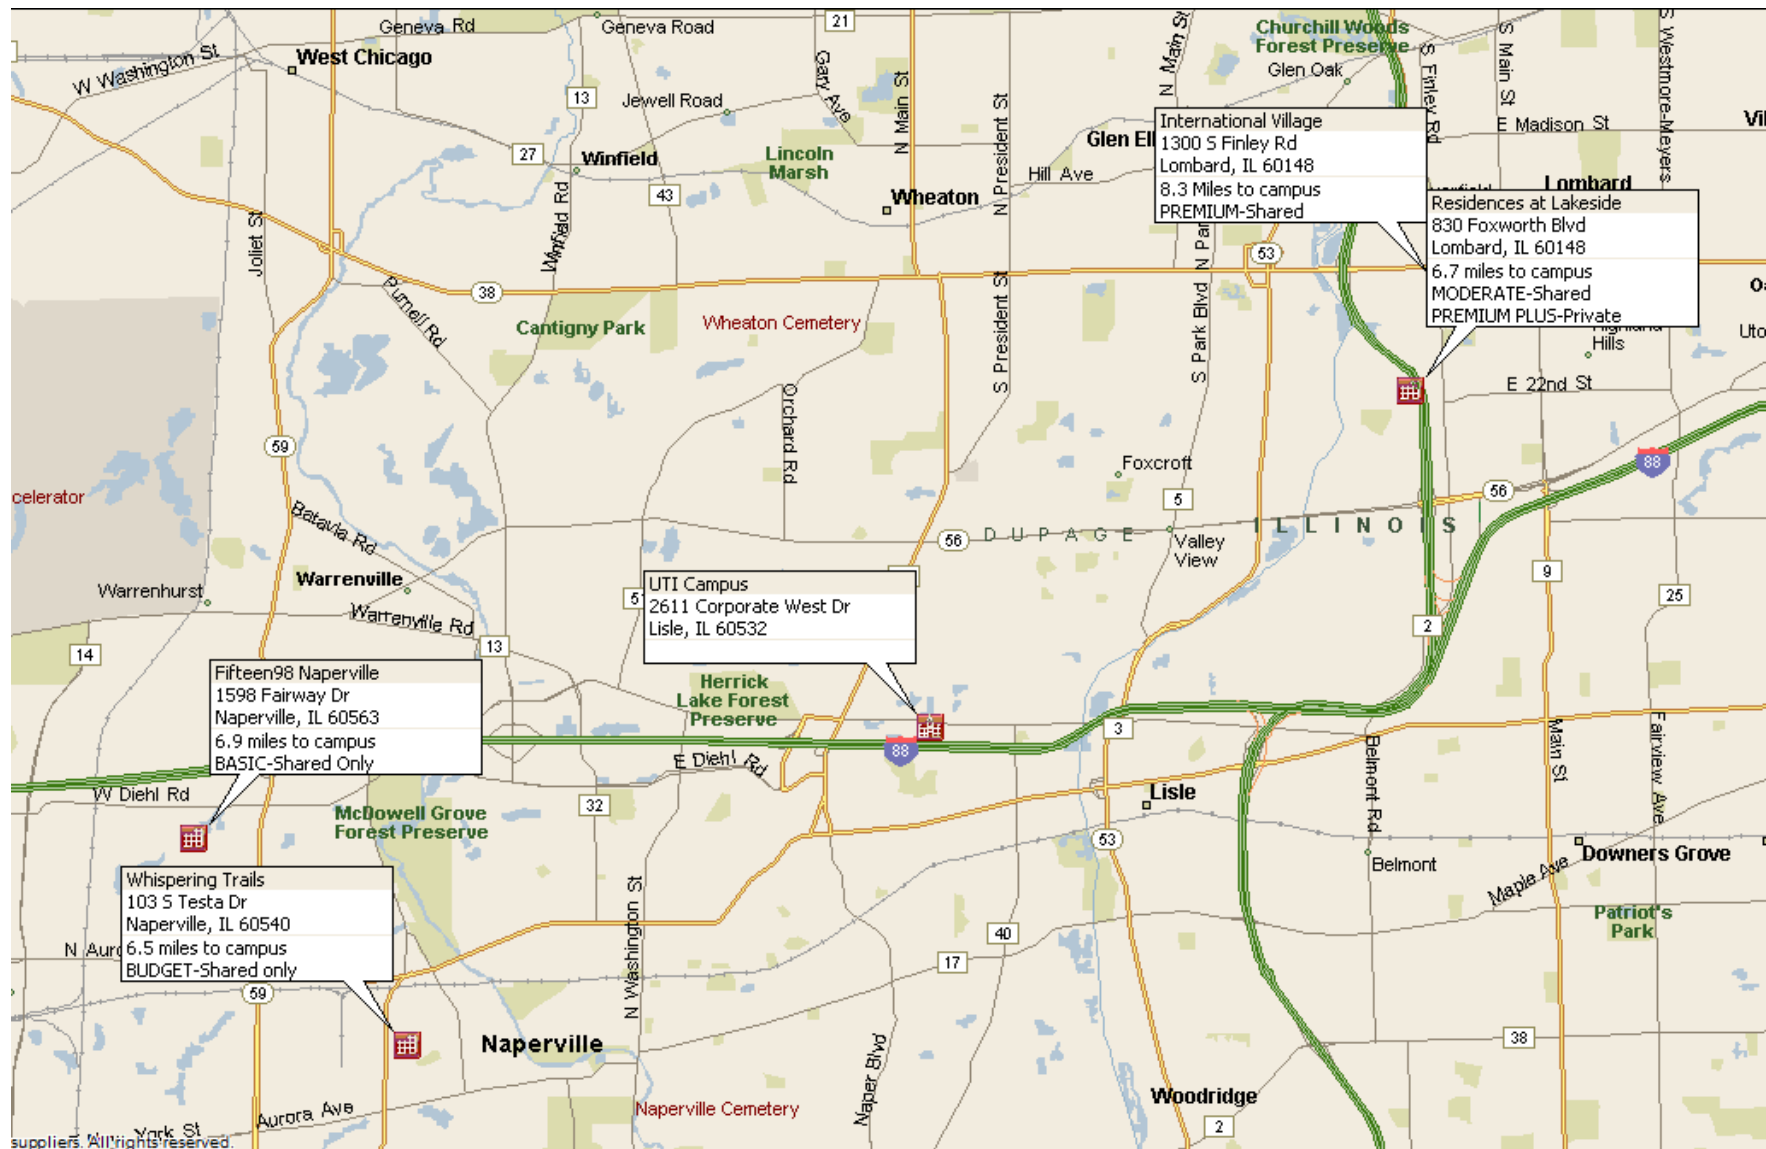 Geneva Rd
Geneva Road
21
N Main St
Churchill Woods
Forest Preserve
Glen Oak
S Finley Rd
S Main St
S Westmore-Meyers
W Washington St
West Chicago
13
Jewell Road
Gary Ave
N Main St
N President St
E Madison St
Vil
International Village
1300 S Finley Rd
Lombard, IL 60148
8.3 Miles to campus
PREMIUM-Shared
Glen Ell
27
Winfield
Lincoln
Marsh
Hill Ave
43
Wheaton
Lombard
Residences at Lakeside
830 Foxworth Blvd
Lombard, IL 60148
6.7 miles to campus
MODERATE-Shared
PREMIUM PLUS-Private
Joliet St
Winfield Rd
N Par
53
38
Purnell Rd
Cantigny Park
Wheaton Cemetery
S President St
S Park Blvd
Highland
Hills
Uto
E 22nd St
Orchard Rd
59
Foxcroft
88
celerator
5
56
Batavia Rd
56
DUPAGE
ILLINOIS
Valley
View
Warrenhurst
Warrenville
Warrenville Rd
UTI Campus
2611 Corporate West Dr
Lisle, IL 60532
51
9
25
2
14
13
Fifteen98 Naperville
1598 Fairway Dr
Naperville, IL 60563
6.9 miles to campus
BASIC-Shared Only
Herrick
Lake Forest
Preserve
88
3
E Diehl Rd
Belmont Rd
Main St
Fairview Ave
W Diehl Rd
32
Lisle
McDowell Grove
Forest Preserve
53
Belmont
Downers Grove
Maple Ave
Whispering Trails
103 S Testa Dr
Naperville, IL 60540
6.5 miles to campus
BUDGET-Shared only
N Auro
N Washington St
40
17
Patriot's
Park
59
Naperville
Naper Blvd
38
Woodridge
Aurora Ave
Naperville Cemetery
York St
2
suppliers. All rights reserved.